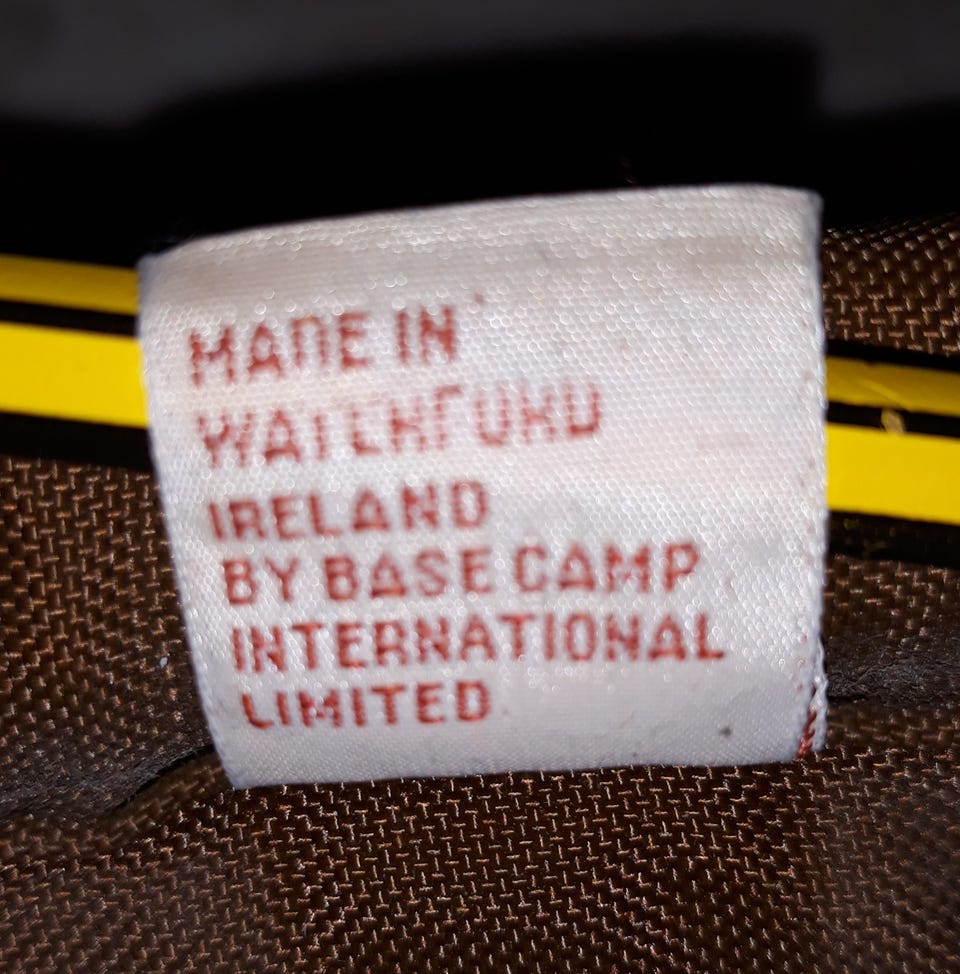 MADE IN
WATERFORD
IRELAND
BY BASE CAMP
INTERNATIONAL
LIMITED